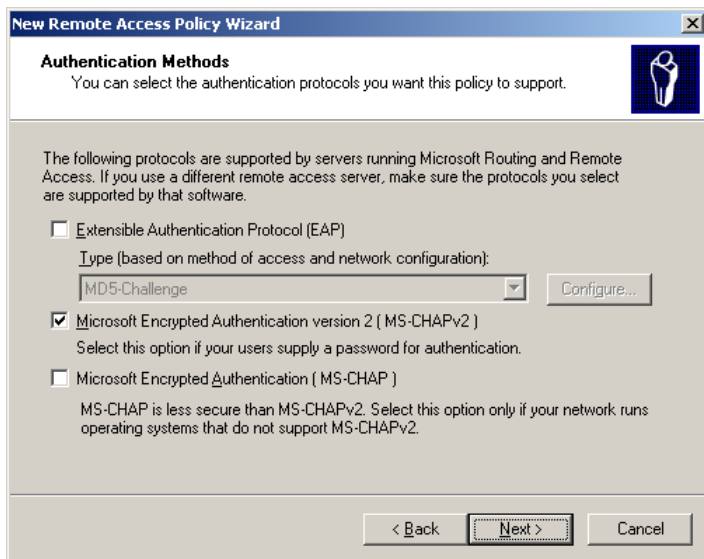 New Remote Access Policy Wizard
Authentication Methods
You can select the authentication protocols you want this policy to support.
The following protocols are supported by servers running Microsoft Routing and Remote
Access. If you use a different remote access server, make sure the protocols you select
are supported by that software.
Extensible Authentication Protocol (EAP)
Type (based on method of access and network configuration):
MD5-Challenge
Configure...
Microsoft Encrypted Authentication version 2 ( MS-CHAPv2 )
Select this option if your users supply a password for authentication.
Microsoft Encrypted Authentication ( MS-CHAP )
MS-CHAP is less secure than MS-CHAPv2. Select this option only if your network runs
operating systems that do not support MS-CHAPv2.
< Back
Next >
Cancel